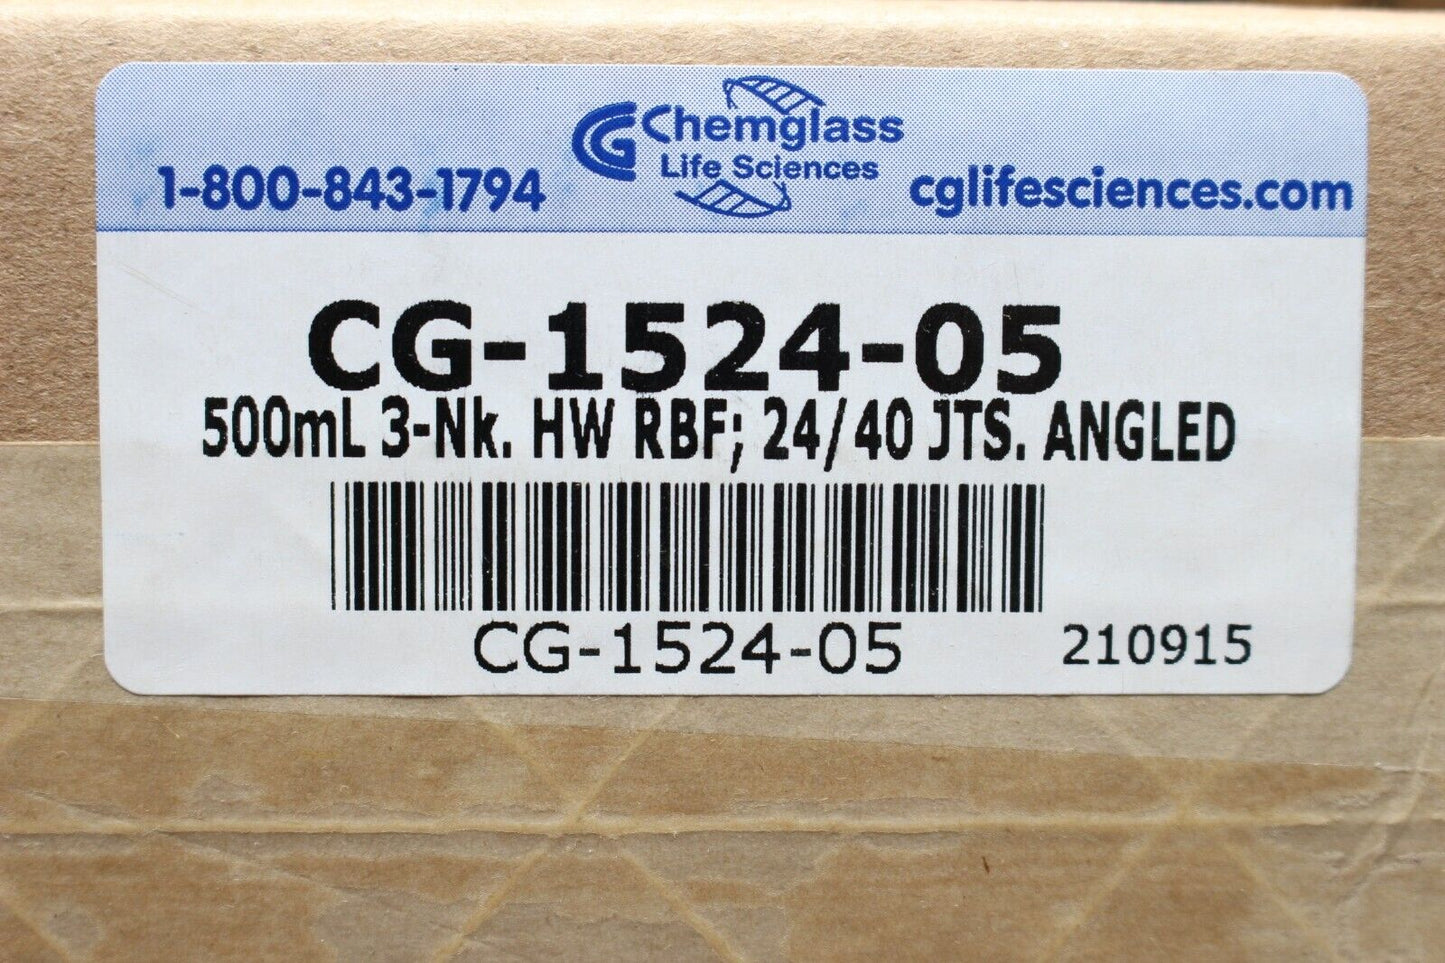 Chemglass
Life Sciences
1-800-843-1794
cglifesciences.com
CG-1524-05
500mL 3-Nk. HW RBF; 24/40 JTS. ANGLED
CG-1524-05
210915